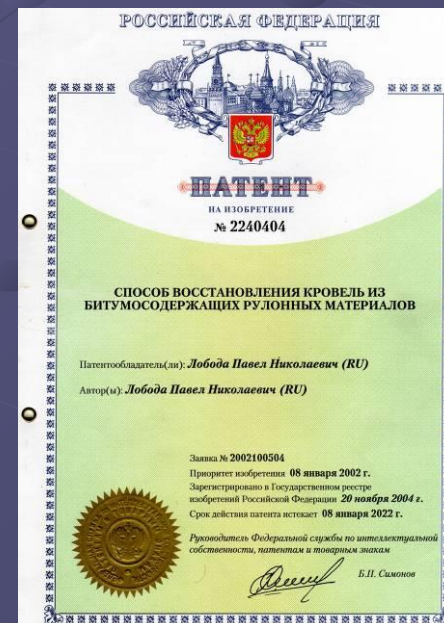 РОССИЙСКАЯ ФЕДЕРАЦИЯ
ПАТЕНТ
НА ИЗОБРЕТЕНИЕ
№ 2240404
СПОСОБ ВОССТАНОВЛЕНИЯ КРОВЕЛЬ ИЗ
БИТУМОСОДЕРЖАЩИХ РУЛОННЫХ МАТЕРИАЛОВ
Патентообладатель(ли): Лобода Павел Николаевич (RU)
Автор(ы): Лобода Павел Николаевич (RU)
Заявка № 2002100504
Приоритет изобретения 08 января 2002 г.
Зарегистрировано в Государственном реестре
изобретений Российской Федерации 20 ноября 2004 г.
Срок действия патента истекает 08 января 2022 г.
Руководитель Федеральной службы по интеллектуальной
собственности, патентам и товарным знакам
Б.П. Симонов